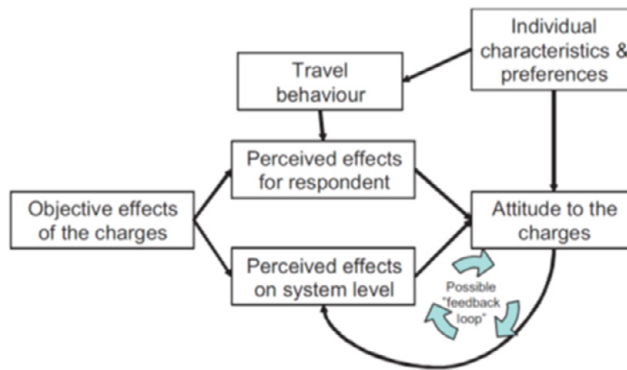 Individual
characteristics &
preferences
Travel
behaviour
Perceived effects
for respondent
Objective effects
of the charges
Attitude to the
charges
Perceived effects
on system level
Possible
"feedback
loop"